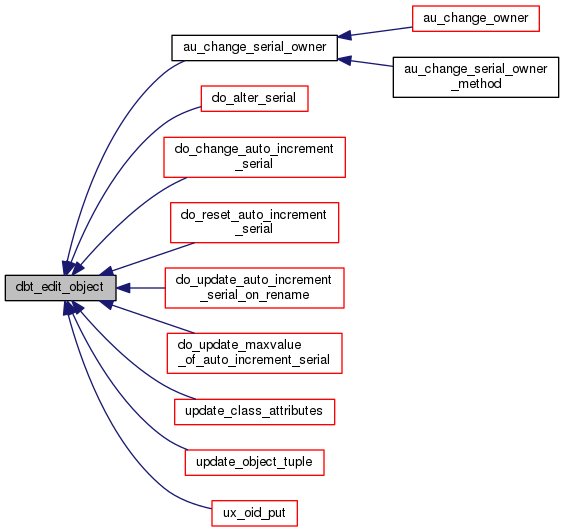 au_change_owner
au_change_serial_owner
au_change_serial_owner
_method
do_alter_serial
do_change_auto_increment
_serial
do_reset_auto_increment
_serial
dbt_edit_object
do_update_auto_increment
_serial_on_rename
do_update_maxvalue
_of_auto_increment_serial
update_class_attributes
update_object_tuple
ux_oid_put